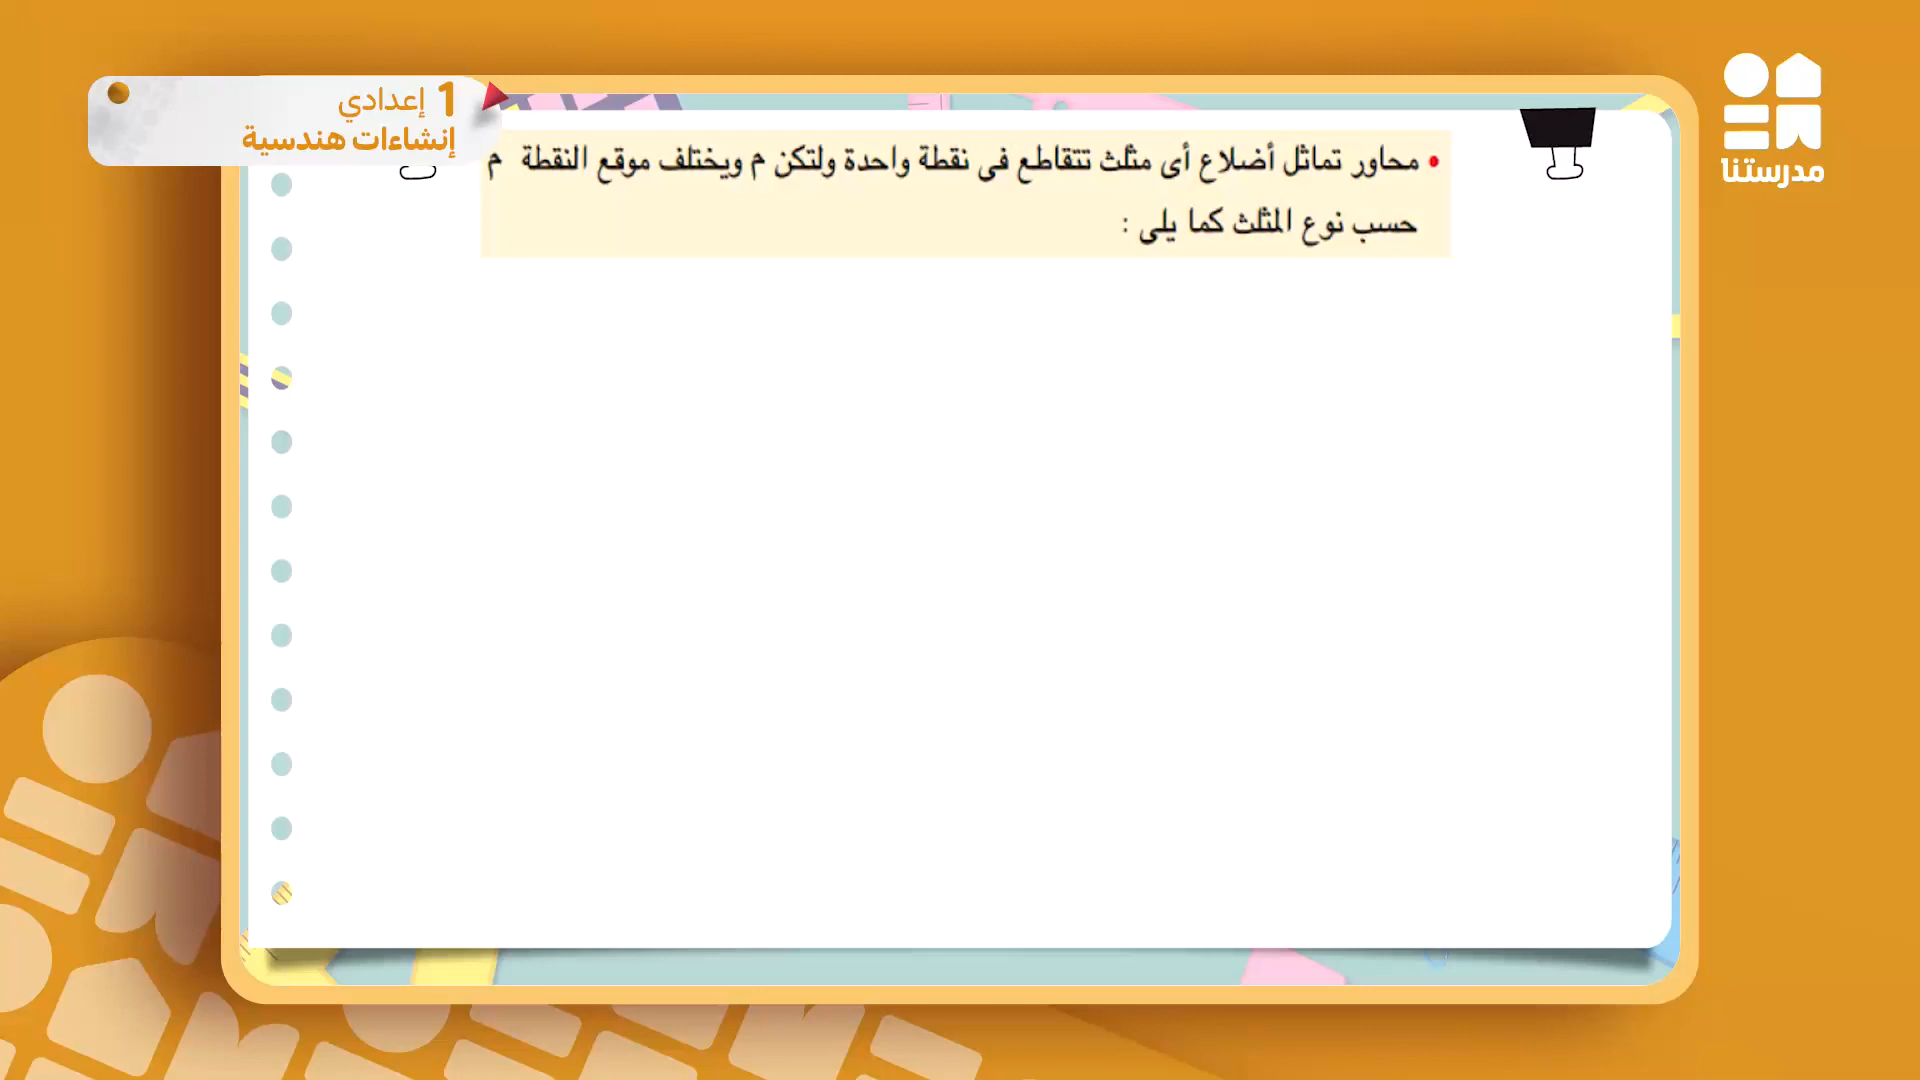 1 إعدادي
إنشاءات هندسية
مدرستنا
• محاور تماثل أضلاع أى مثلث تتقاطع فى نقطة واحدة ولتكن م ويختلف موقع النقطة م
حسب نوع المثلث كما يلى :